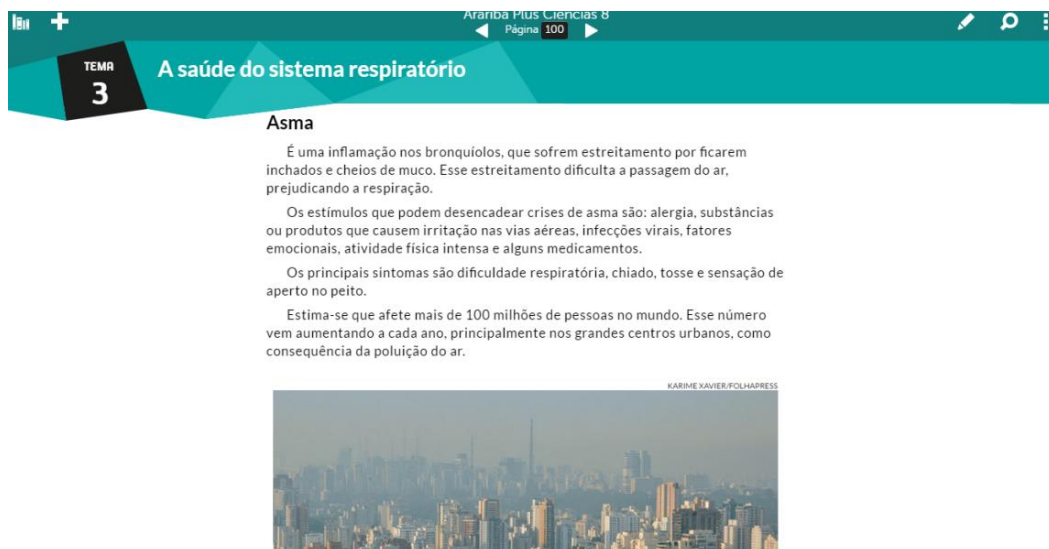 Arariba Plus Ciencias 8
Página 100
TEMA
3
A saúde do sistema respiratório
Asma
É uma inflamação nos bronquíolos, que sofrem estreitamento por ficarem
inchados e cheios de muco. Esse estreitamento dificulta a passagem do ar,
prejudicando a respiração.
Os estímulos que podem desencadear crises de asma são: alergia, substâncias
ou produtos que causem irritação nas vias aéreas, infecções virais, fatores
emocionais, atividade física intensa e alguns medicamentos.
Os principais sintomas são dificuldade respiratória, chiado, tosse e sensação de
aperto no peito.
Estima-se que afete mais de 100 milhões de pessoas no mundo. Esse número
vem aumentando a cada ano, principalmente nos grandes centros urbanos, como
consequência da poluição do ar.
KARIME XAVIER/FOLHAPRESS